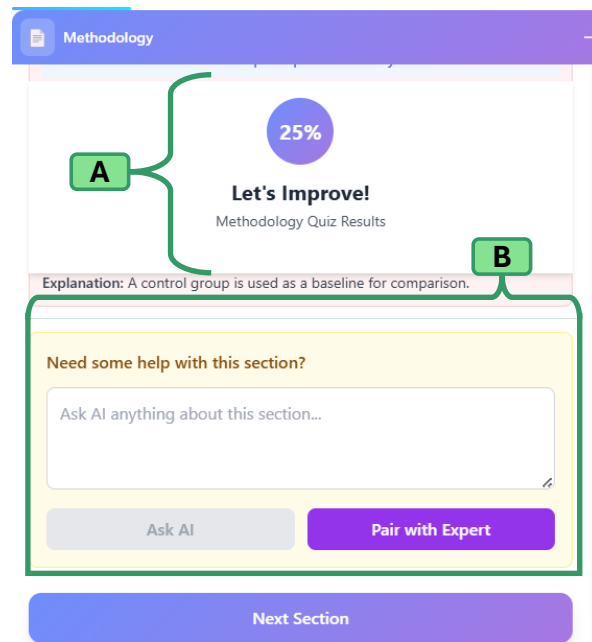 Methodology
A
25%
Let's Improve!
Methodology Quiz Results
B
Explanation: A control group is used as a baseline for comparison.
Need some help with this section?
Ask AI anything about this section...
Ask AI
Pair with Expert
Next Section